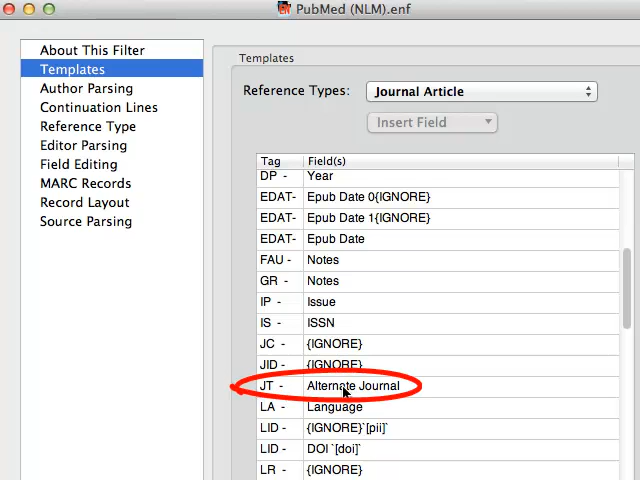 PubMed (NLM).enf
About This Filter
Templates
Author Parsing
Continuation Lines
Reference Type
Editor Parsing
Field Editing
MARC Records
Record Layout
Source Parsing
Templates
Reference Types: Journal Article
Insert Field
Tag Field(s)
DP - Year
EDAT- Epub Date 0{IGNORE}
EDAT- Epub Date 1{IGNORE}
EDAT- Epub Date
FAU - Notes
GR - Notes
IP - Issue
IS - ISSN
JC - {IGNORE}
JID - {IGNORE}
JT - Alternate Journal
LA - Language
LID - {IGNORE}`[pii]`
LID - DOI `[doi]`
LR - {IGNORE}